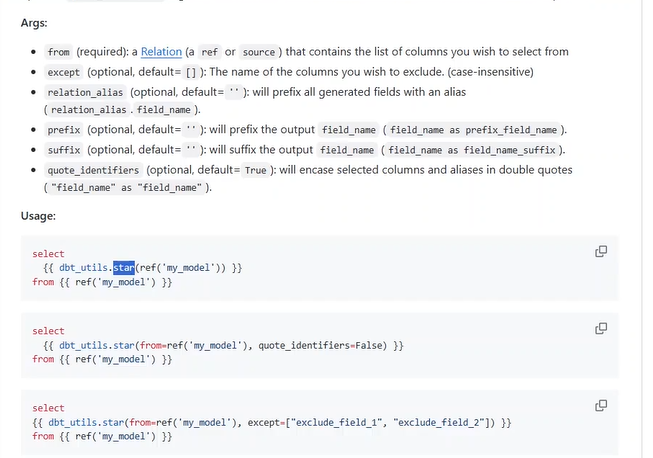 Args:
• from (required): a Relation (a ref or source) that contains the list of columns you wish to select from
• except (optional, default= []): The name of the columns you wish to exclude. (case-insensitive)
• relation_alias (optional, default= ''): will prefix all generated fields with an alias
(relation_alias.field_name).
• prefix (optional, default= ''): will prefix the output field_name (field_name as prefix_field_name).
• suffix (optional, default= ''): will suffix the output field_name (field_name as field_name_suffix).
• quote_identifiers (optional, default= True): will encase selected columns and aliases in double quotes
("field_name" as "field_name").
Usage:
select
{{ dbt_utils.star(ref('my_model')) }}
from {{ ref('my_model') }}
select
{{ dbt_utils.star(from=ref('my_model'), quote_identifiers=False) }}
from {{ ref('my_model') }}
select
{{ dbt_utils.star(from=ref('my_model'), except=["exclude_field_1", "exclude_field_2"]) }}
from {{ ref('my_model') }}